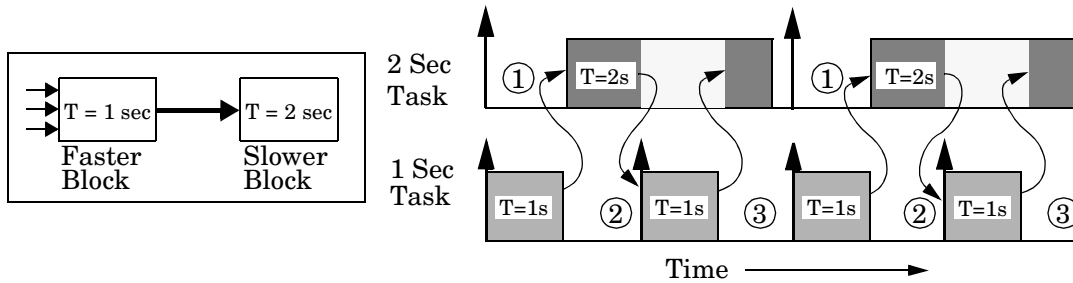 T = 1 sec
T = 2 sec
Faster
Block
Slower
Block
2 Sec
Task
1
T=2s
1
T=2s
1 Sec
Task
T=1s
2
T=1s
3
T=1s
2
T=1s
3
Time